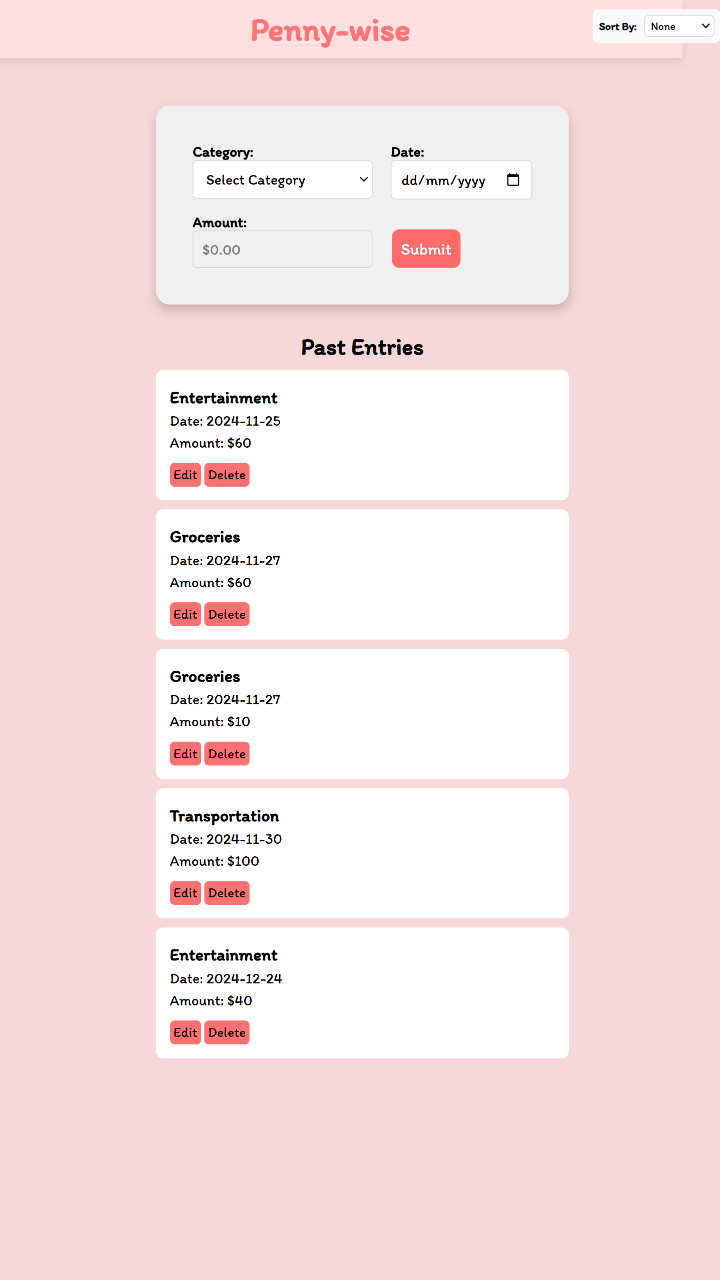 Penny-wise
Sort By: None
Category:
Date:
Select Category
dd/mm/yyyy
Amount:
$0.00
Submit
Past Entries
Entertainment
Date: 2024-11-25
Amount: $60
Edit Delete
Groceries
Date: 2024-11-27
Amount: $60
Edit Delete
Groceries
Date: 2024-11-27
Amount: $10
Edit Delete
Transportation
Date: 2024-11-30
Amount: $100
Edit Delete
Entertainment
Date: 2024-12-24
Amount: $40
Edit Delete